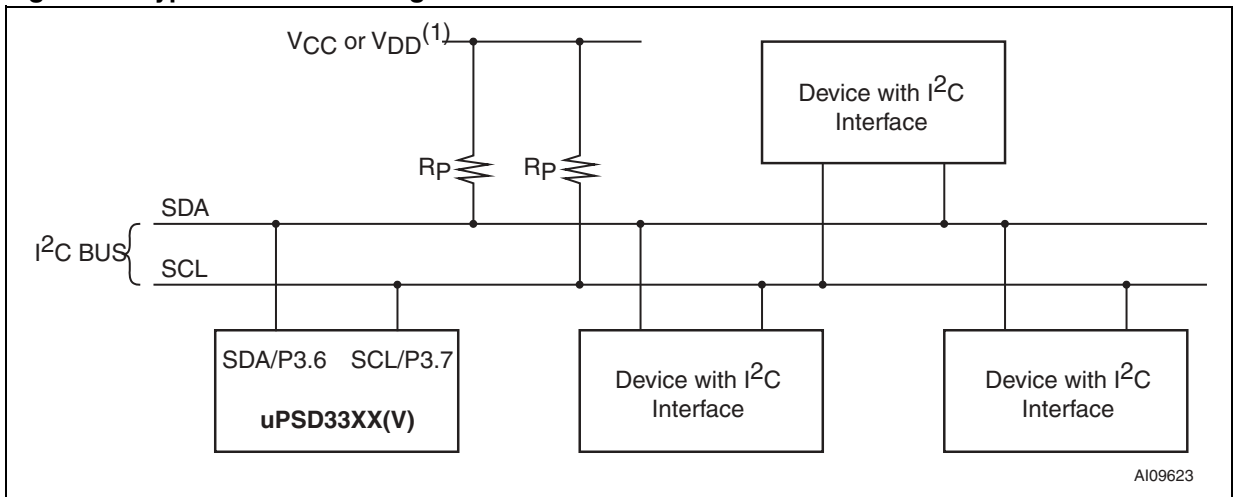 VCC or VDD(1)
Device with I2C
Interface
RP
RP
SDA
I2C BUS
SCL
SDA/P3.6 SCL/P3.7
uPSD33XX(V)
Device with I2C
Interface
Device with I2C
Interface
AI09623